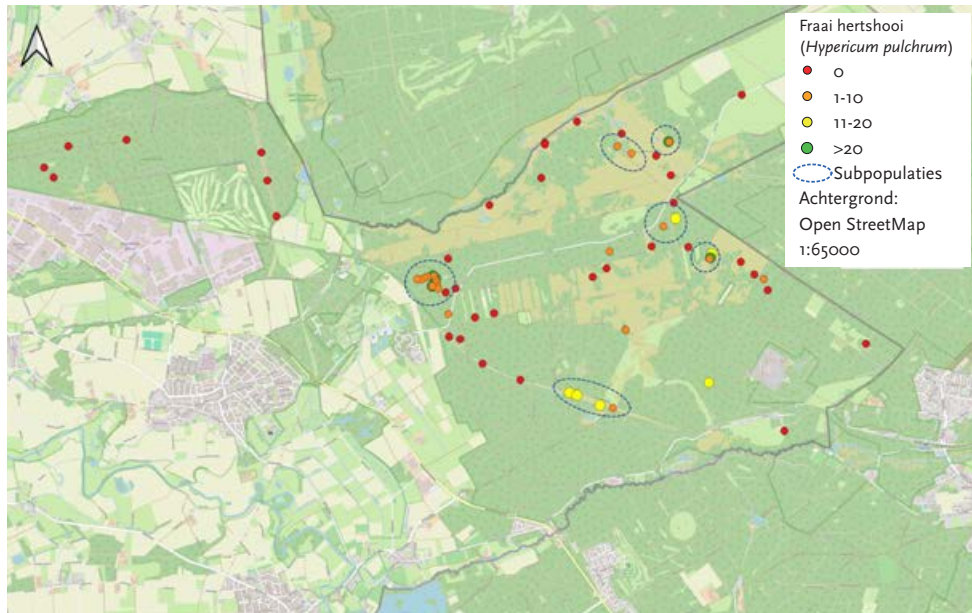 Fraai hertshooi
(Hypericum pulchrum)
0
1-10
11-20
>20
Subpopulaties
Achtergrond:
Open StreetMap
1:65000